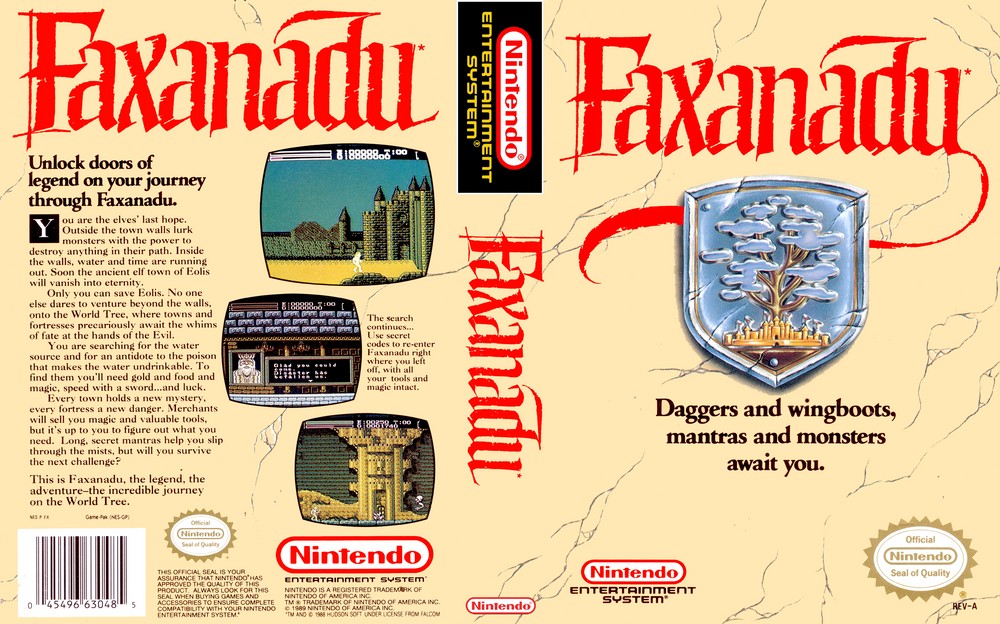 Faxanadu*
Unlock doors of
legend on your journey
through Faxanadu.
You are the elves' last hope.
Outside the town walls lurk
monsters with the power to
destroy anything in their path. Inside
the walls, water and time are running
out. Soon the ancient elf town of Eolis
will vanish into eternity.
Only you can save Eolis. No one
else dares to venture beyond the walls,
onto the World Tree, where towns and
fortresses precariously await the whims
of fate at the hands of the Evil.
You are searching for the water
source and for an antidote to the poison
that makes the water undrinkable. To
find them you'll need gold and food and
magic, speed with a sword...and luck.
Every town holds a new mystery,
every fortress a new danger. Merchants
will sell you magic and valuable tools,
but it's up to you to figure out what you
need. Long, secret mantras help you slip
through the mists, but will you survive
the next challenge?
This is Faxanadu, the legend, the
adventure–the incredible journey
on the World Tree.
NES P FX
Game-Pak (NES-GP)
0 45496 63048 5
Official
Nintendo
Seal of Quality
THIS OFFICIAL SEAL IS YOUR
ASSURANCE THAT NINTENDO® HAS
APPROVED THE QUALITY OF THIS
PRODUCT. ALWAYS LOOK FOR THIS
SEAL WHEN BUYING GAMES AND
ACCESSORIES TO ENSURE COMPLETE
COMPATIBILITY WITH YOUR NINTENDO
ENTERTAINMENT SYSTEM.
The search
continues...
Use secret
codes to re-enter
Faxanadu right
where you left
off, with all
your tools and
magic intact.
Glad you could
Disaster has
Nintendo
ENTERTAINMENT SYSTEM®
NINTENDO IS A REGISTERED TRADEMARK OF
NINTENDO OF AMERICA INC.
TM & ® TRADEMARK OF NINTENDO OF AMERICA, INC.
© 1989 NINTENDO OF AMERICA INC.
*TM AND © 1988 HUDSON SOFT. UNDER LICENSE FROM FALCOM
Nintendo®
ENTERTAINMENT
SYSTEM®
Faxanadu*
Nintendo
Faxanadu*
Daggers and wingboots,
mantras and monsters
await you.
Nintendo
ENTERTAINMENT
SYSTEM®
Official
Nintendo
Seal of Quality
REV-A